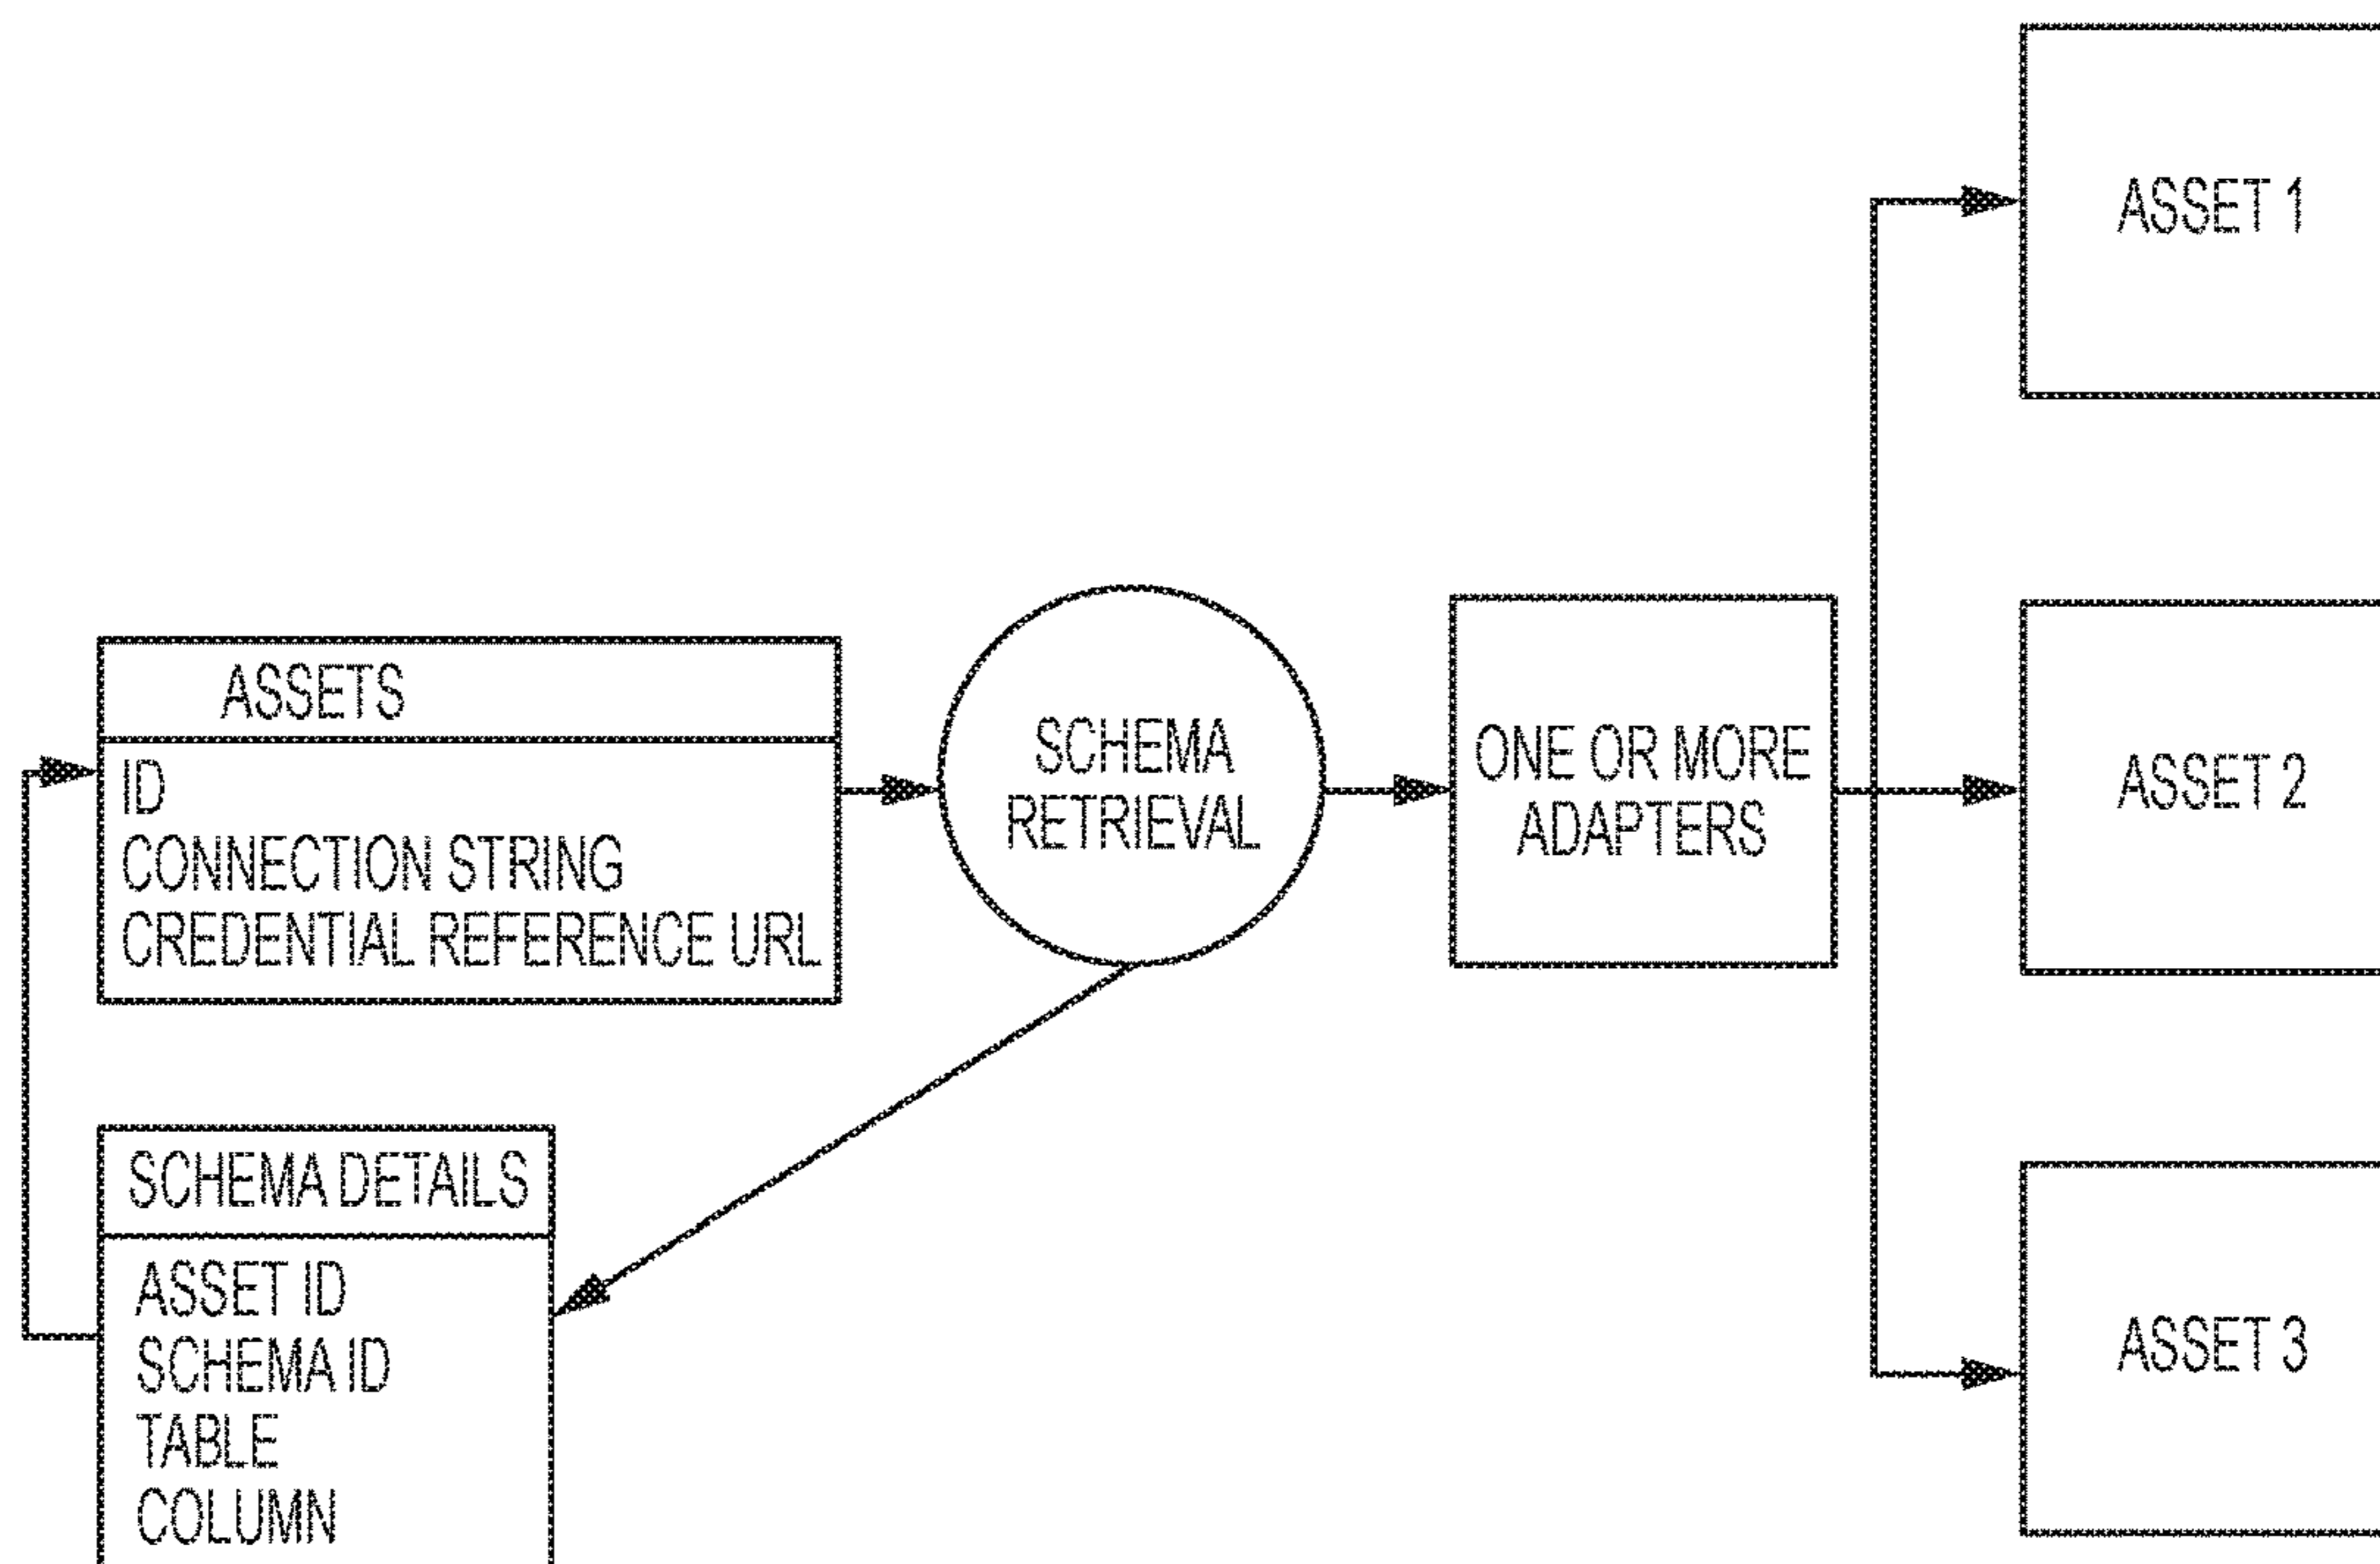 ASSET 1
ASSETS
ID
CONNECTION STRING
CREDENTIAL REFERENCE URL
SCHEMA
RETRIEVAL
ONE OR MORE
ADAPTERS
ASSET 2
SCHEMA DETAILS
ASSET ID
SCHEMA ID
TABLE
COLUMN
ASSET 3